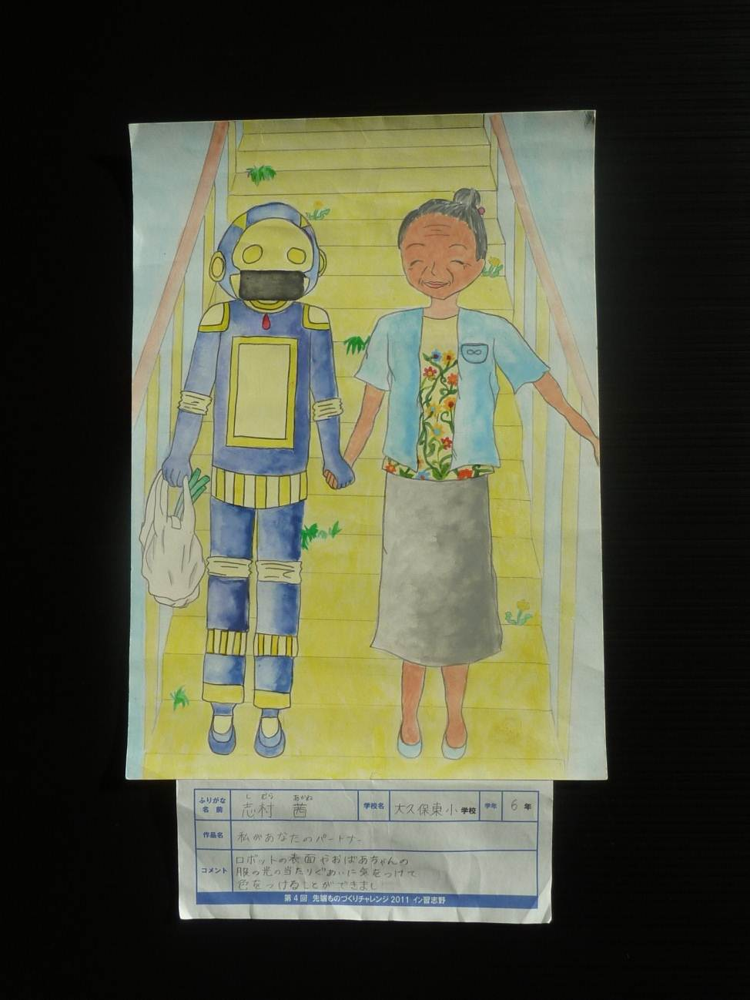 ふりがな し むら あかね
名前 志村 茜 学校名 大久保東小学校 学年 6年
作品名 私があなたのパートナー
コメント ロボットの表面やおばあちゃんの
服の光の当たりぐあいに気をつけて
色をつけることができまし
第4回 先端ものづくりチャレンジ2011 イン習志野